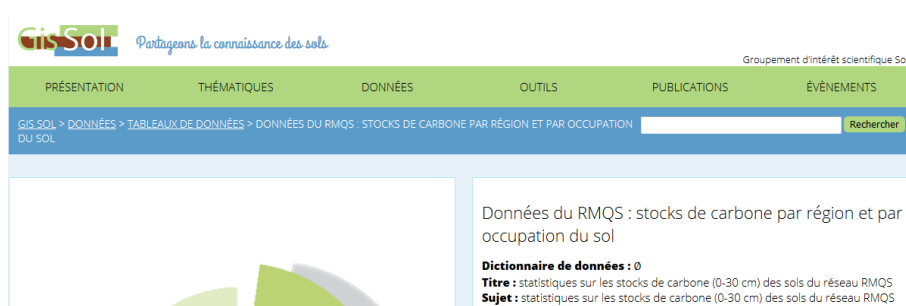 GisSol Partageons la connaissance des sols
Groupement d'intérêt scientifique So
PRÉSENTATION THÉMATIQUES DONNÉES OUTILS PUBLICATIONS ÉVÈNEMENTS
GIS SOL > DONNÉES > TABLEAUX DE DONNÉES > DONNÉES DU RMQS : STOCKS DE CARBONE PAR RÉGION ET PAR OCCUPATION
DU SOL
Rechercher
Données du RMQS : stocks de carbone par région et par
occupation du sol
Dictionnaire de données : Ø
Titre : statistiques sur les stocks de carbone (0-30 cm) des sols du réseau RMQS
Sujet : statistiques sur les stocks de carbone (0-30 cm) des sols du réseau RMQS